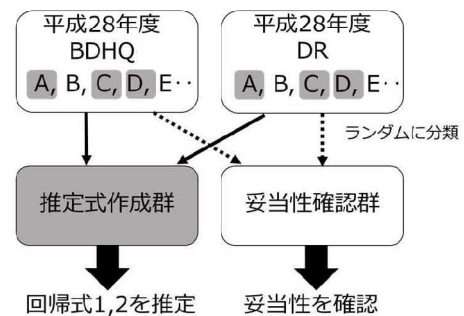 平成28年度
BDHQ
A, B, C, D, E‥
平成28年度
DR
A, B, C, D, E‥
ランダムに分類
推定式作成群
妥当性確認群
回帰式1,2を推定
妥当性を確認